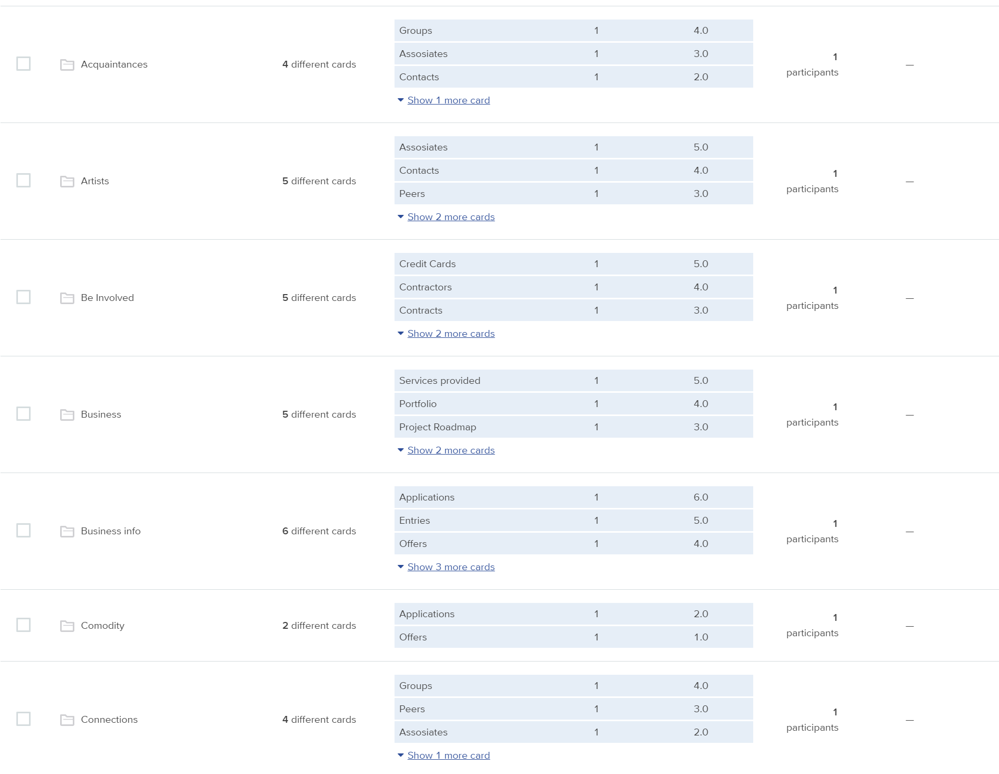 Groups 1 4.0
Acquaintances 4 different cards Assosiates 1 3.0 1 participants —
Contacts 1 2.0
Show 1 more card
Assosiates 1 5.0
Artists 5 different cards Contacts 1 4.0 1 participants —
Peers 1 3.0
Show 2 more cards
Credit Cards 1 5.0
Be Involved 5 different cards Contractors 1 4.0 1 participants —
Contracts 1 3.0
Show 2 more cards
Services provided 1 5.0
Business 5 different cards Portfolio 1 4.0 1 participants —
Project Roadmap 1 3.0
Show 2 more cards
Applications 1 6.0
Business info 6 different cards Entries 1 5.0 1 participants —
Offers 1 4.0
Show 3 more cards
Applications 1 2.0
Comodity 2 different cards 1 participants —
Offers 1 1.0
Groups 1 4.0
Connections 4 different cards Peers 1 3.0 1 participants —
Assosiates 1 2.0
Show 1 more card